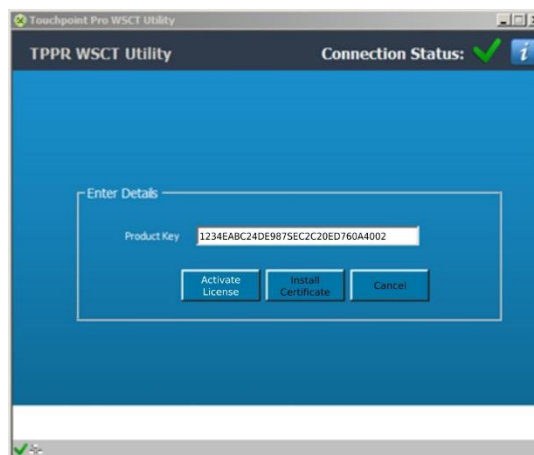 Touchpoint Pro WSCT Utility
TPPR WSCT Utility
Connection Status:
i
Enter Details
Product Key
1234EABC24DE987SEC2C20ED760A4002
Activate
License
Install
Certificate
Cancel